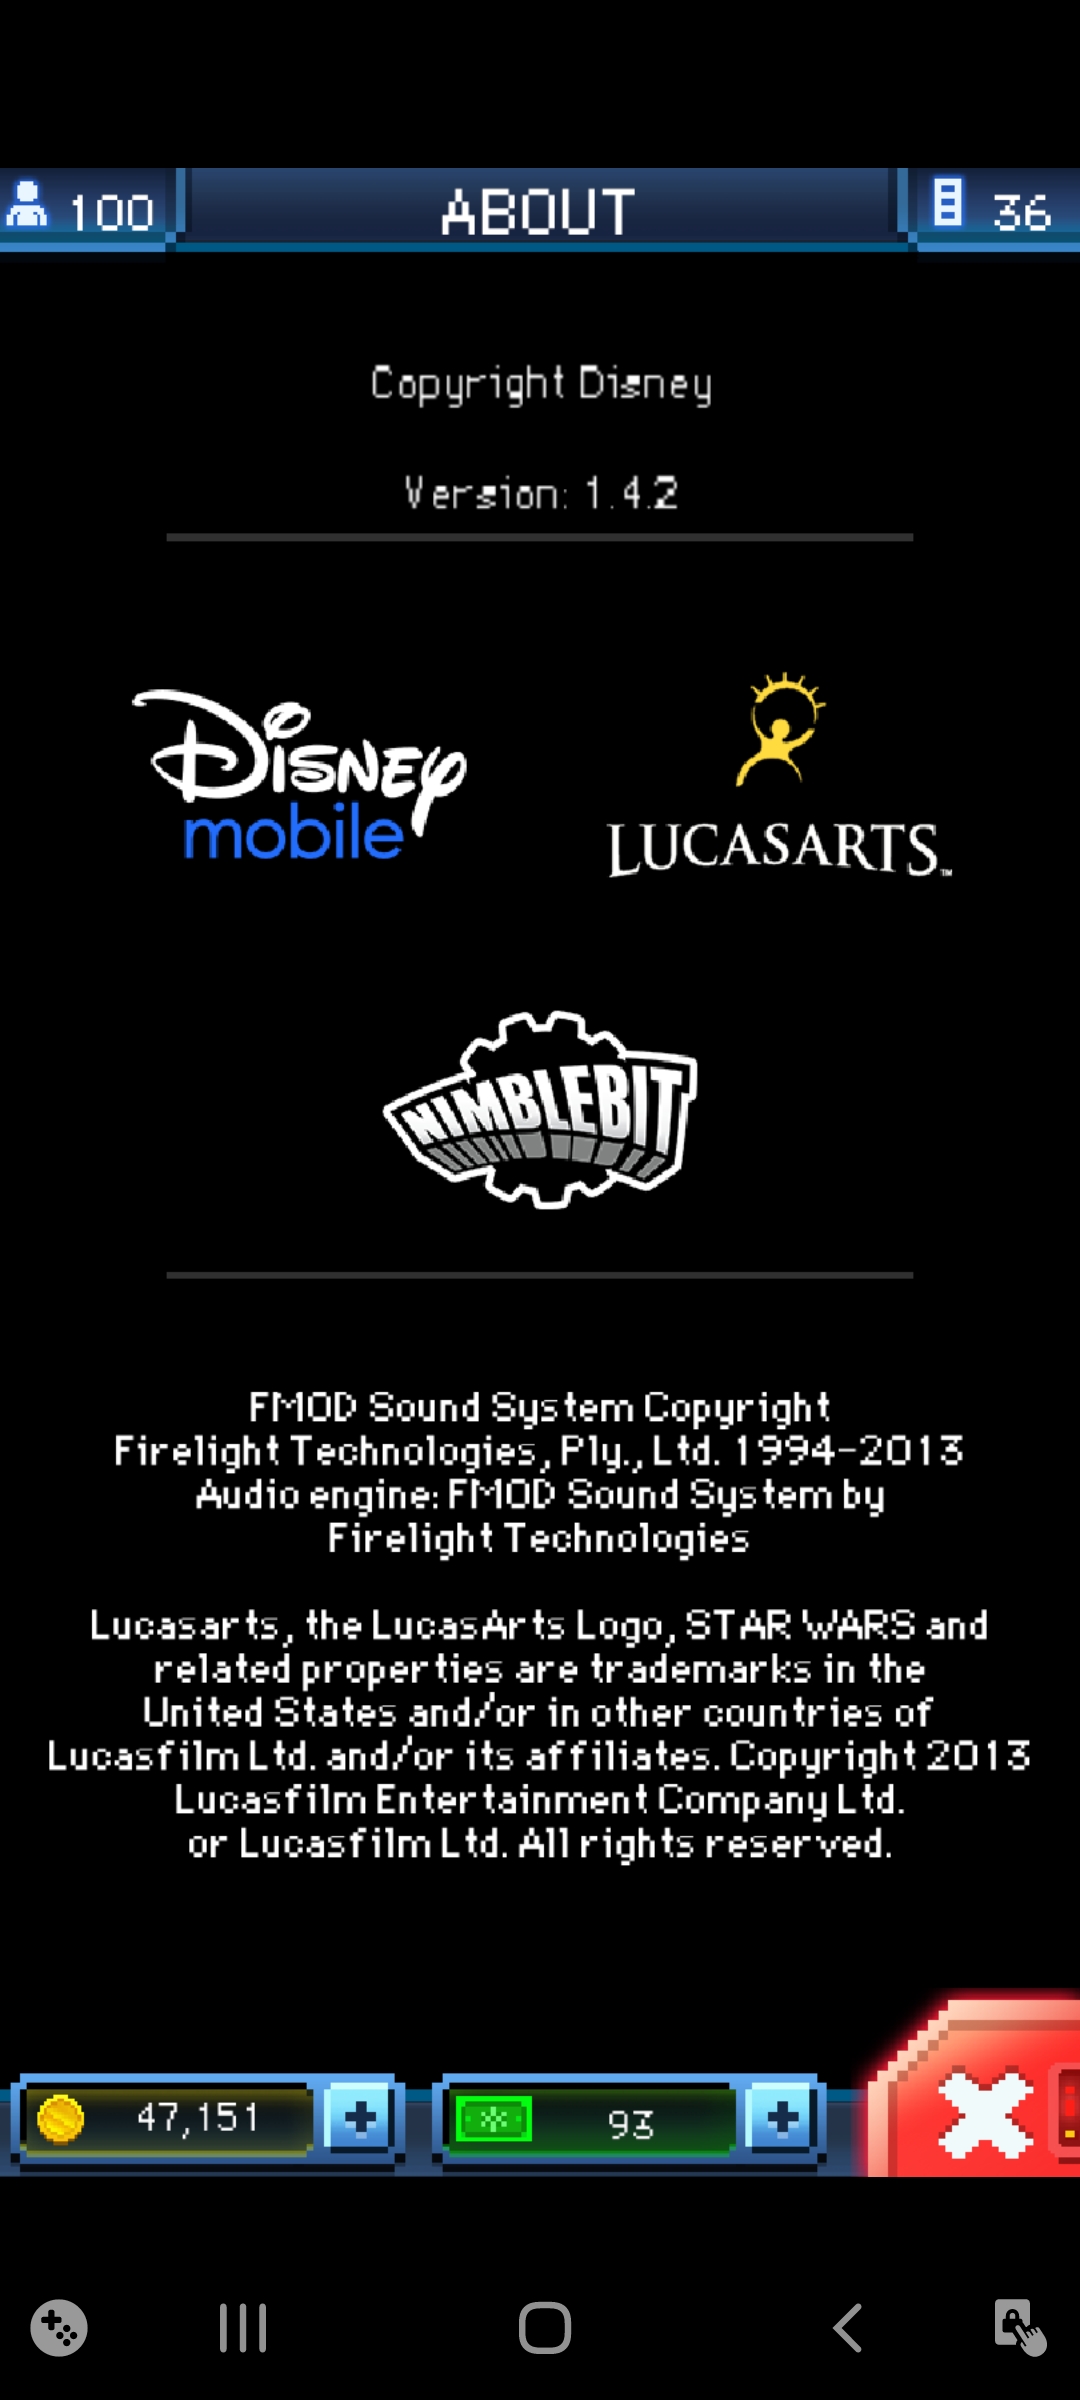 100 ABOUT 36
Copyright Disney
Version: 1.4.2
Disney
mobile
LUCASARTS™
NIMBLEBIT
FMOD Sound System Copyright
Firelight Technologies, Ply., Ltd. 1994-2013
Audio engine: FMOD Sound System by
Firelight Technologies
Lucasarts, the LucasArts Logo, STAR WARS and
related properties are trademarks in the
United States and/or in other countries of
Lucasfilm Ltd. and/or its affiliates. Copyright 2013
Lucasfilm Entertainment Company Ltd.
or Lucasfilm Ltd. All rights reserved.
47,151 93